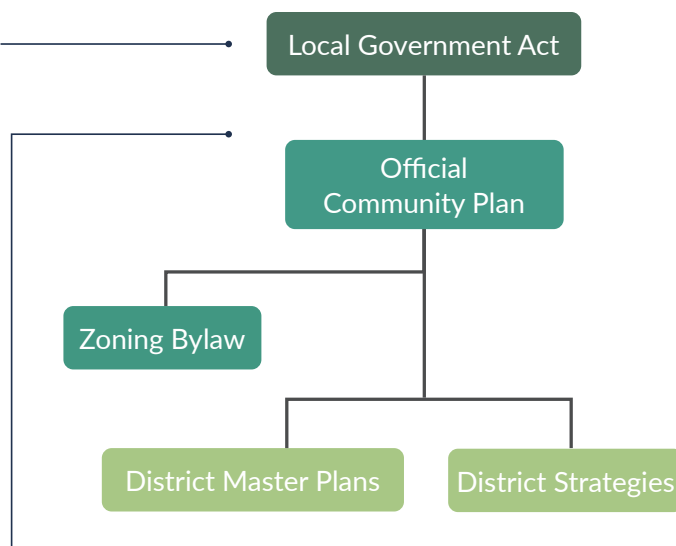 Local Government Act
Official
Community Plan
Zoning Bylaw
District Master Plans
District Strategies